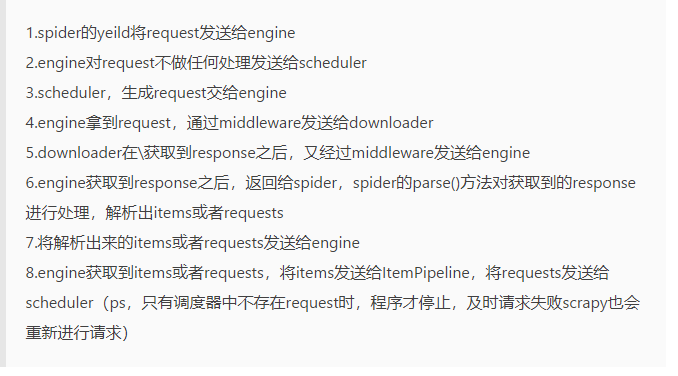 1.spider的yeild将request发送给engine
2.engine对request不做任何处理发送给scheduler
3.scheduler，生成request交给engine
4.engine拿到request，通过middleware发送给downloader
5.downloader在\获取到response之后，又经过middleware发送给engine
6.engine获取到response之后，返回给spider，spider的parse()方法对获取到的response
进行处理，解析出items或者requests
7.将解析出来的items或者requests发送给engine
8.engine获取到items或者requests，将items发送给ItemPipeline，将requests发送给
scheduler（ps，只有调度器中不存在request时，程序才停止，及时请求失败scrapy也会
重新进行请求）